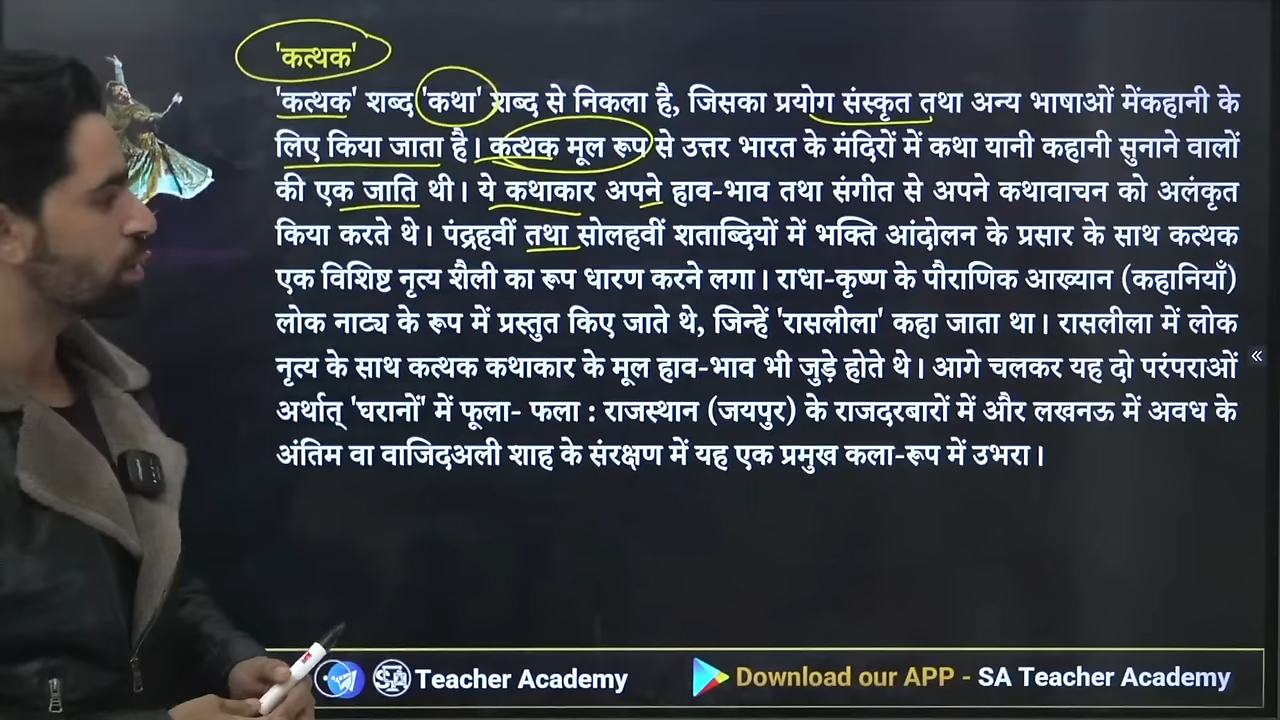 'कत्थक'
'कत्थक' शब्द 'कथा' शब्द से निकला है, जिसका प्रयोग संस्कृत तथा अन्य भाषाओं मेंकहानी के
लिए किया जाता है। कत्थक मूल रूप से उत्तर भारत के मंदिरों में कथा यानी कहानी सुनाने वालों
की एक जाति थी। ये कथाकार अपने हाव-भाव तथा संगीत से अपने कथावाचन को अलंकृत
किया करते थे। पंद्रहवीं तथा सोलहवीं शताब्दियों में भक्ति आंदोलन के प्रसार के साथ कत्थक
एक विशिष्ट नृत्य शैली का रूप धारण करने लगा। राधा-कृष्ण के पौराणिक आख्यान (कहानियाँ)
लोक नाट्य के रूप में प्रस्तुत किए जाते थे, जिन्हें 'रासलीला' कहा जाता था। रासलीला में लोक
नृत्य के साथ कत्थक कथाकार के मूल हाव-भाव भी जुड़े होते थे। आगे चलकर यह दो परंपराओं
अर्थात् 'घरानों" में फूला- फला : राजस्थान (जयपुर) के राजदरबारों में और लखनऊ में अवध के
अंतिम वा वाजिदअली शाह के संरक्षण में यह एक प्रमुख कला-रूप में उभरा।
«
SA Teacher Academy Download our APP - SA Teacher Academy